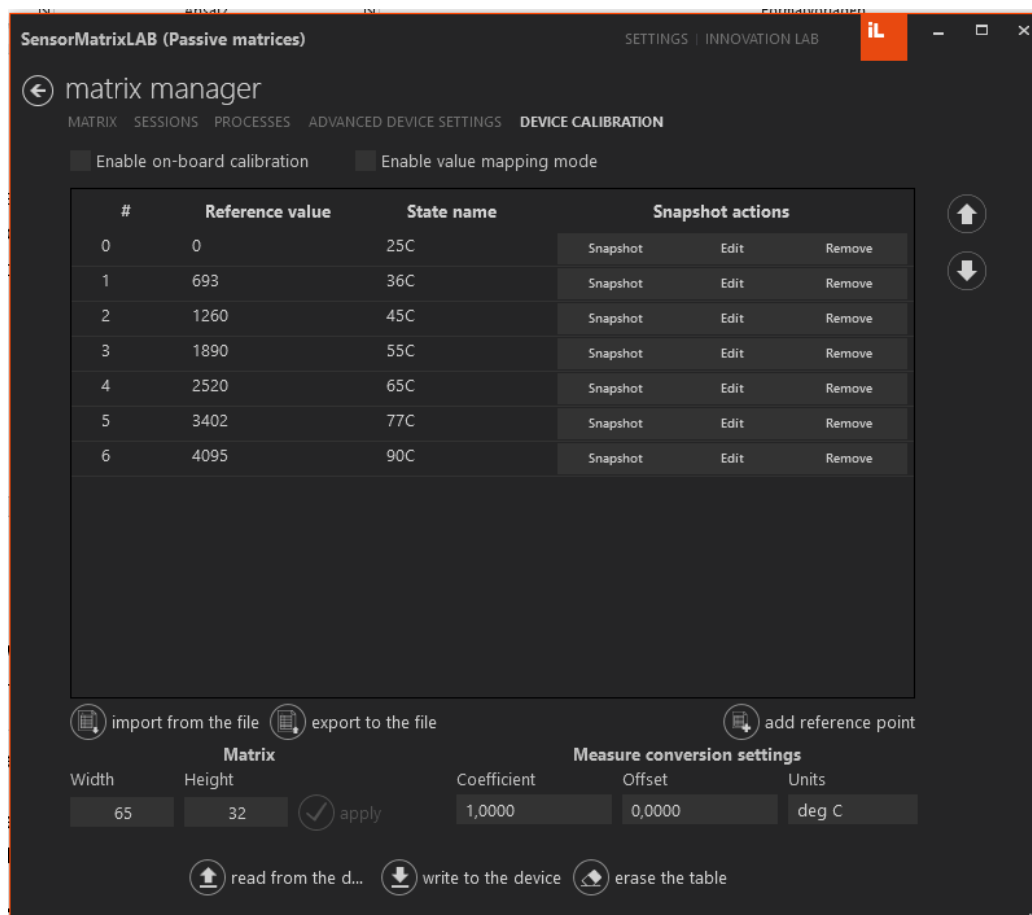 SensorMatrixLAB (Passive matrices) SETTINGS | INNOVATION LAB iL
matrix manager
MATRIX SESSIONS PROCESSES ADVANCED DEVICE SETTINGS DEVICE CALIBRATION
Enable on-board calibration Enable value mapping mode
# Reference value State name Snapshot actions
0 0 25C Snapshot Edit Remove
1 693 36C Snapshot Edit Remove
2 1260 45C Snapshot Edit Remove
3 1890 55C Snapshot Edit Remove
4 2520 65C Snapshot Edit Remove
5 3402 77C Snapshot Edit Remove
6 4095 90C Snapshot Edit Remove
import from the file export to the file add reference point
Matrix Measure conversion settings
Width Height Coefficient Offset Units
65 32 apply 1,0000 0,0000 deg C
read from the d... write to the device erase the table